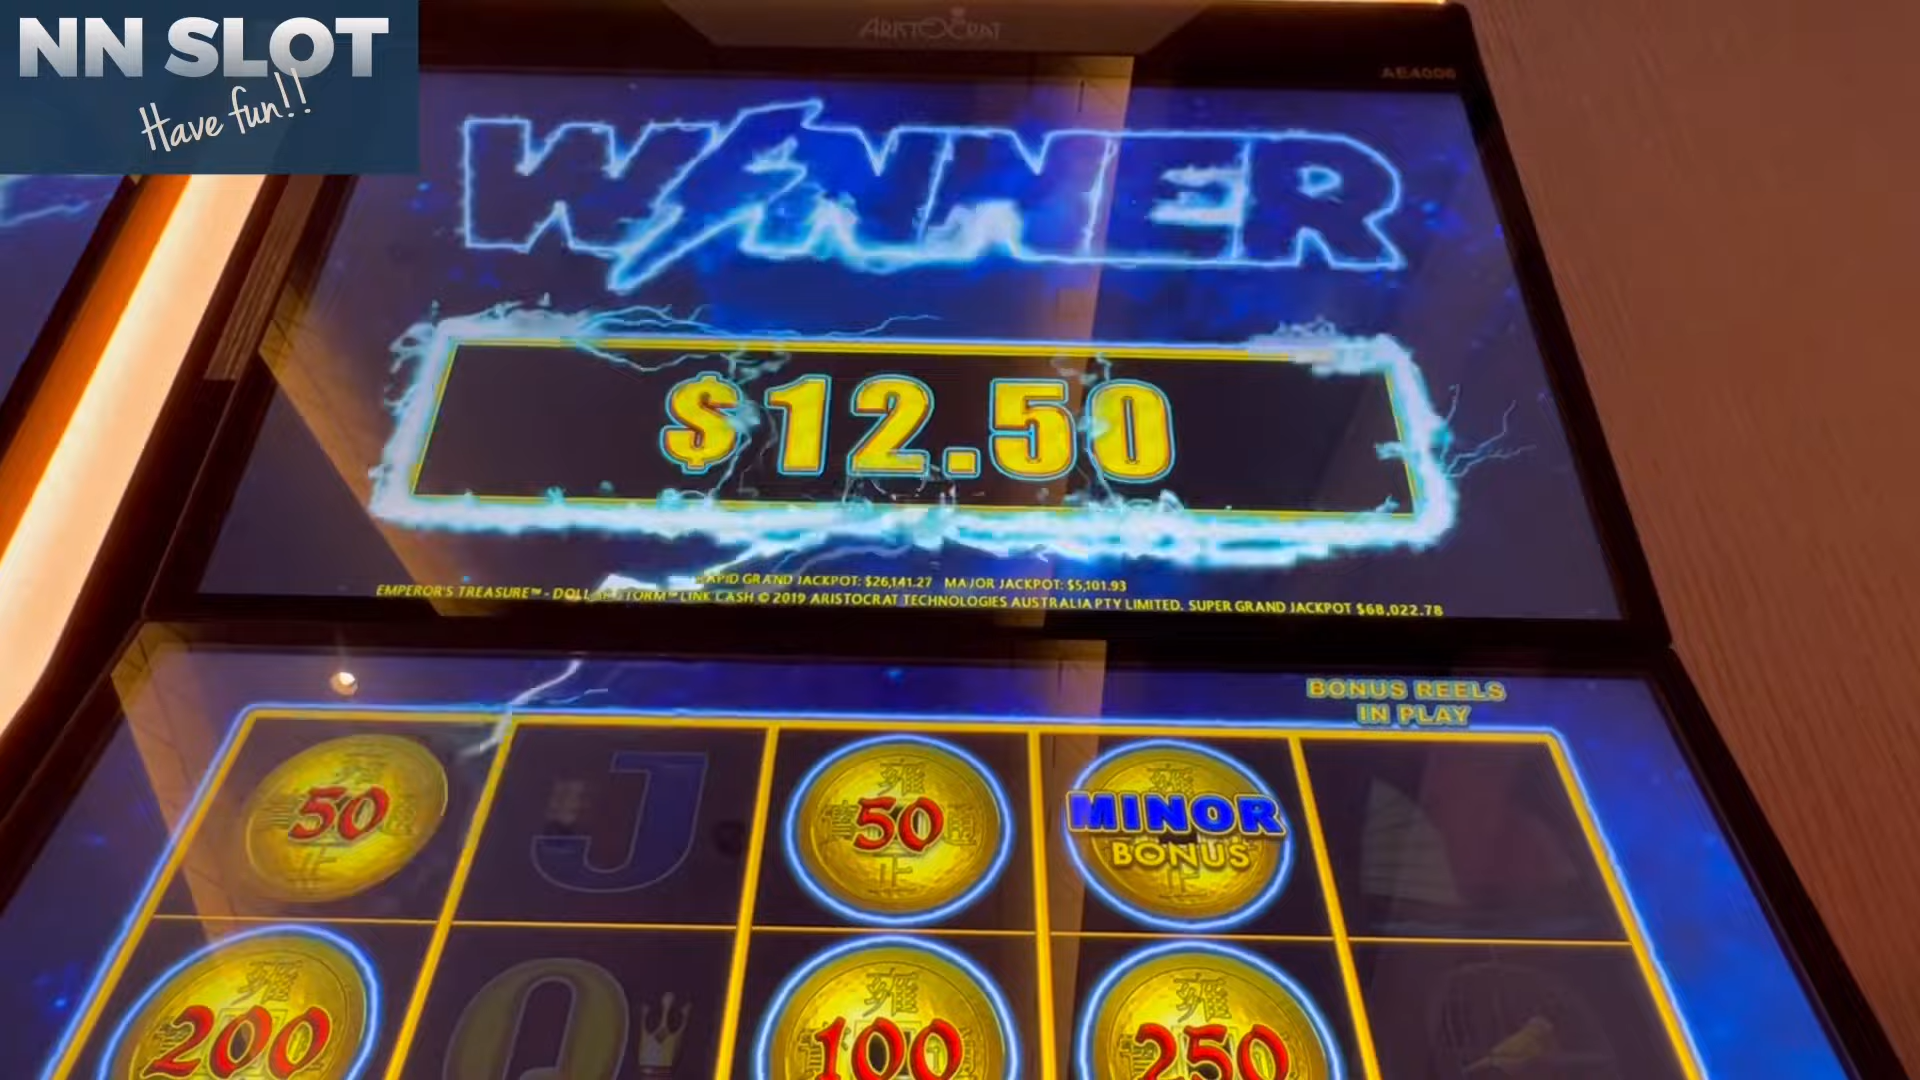 NN SLOT
Have fun!!
ARISTOCRAT
AEA006
WINNER
$12.50
RAPID GRAND JACKPOT: $26,141.27 MAJOR JACKPOT: $5,101.93
EMPEROR'S TREASURE™ - DOLLAR STORM™ LINK CASH © 2019 ARISTOCRAT TECHNOLOGIES AUSTRALIA PTY LIMITED. SUPER GRAND JACKPOT $68,022.78
BONUS REELS
IN PLAY
50
J
50
MINOR
BONUS
200
Q
100
250